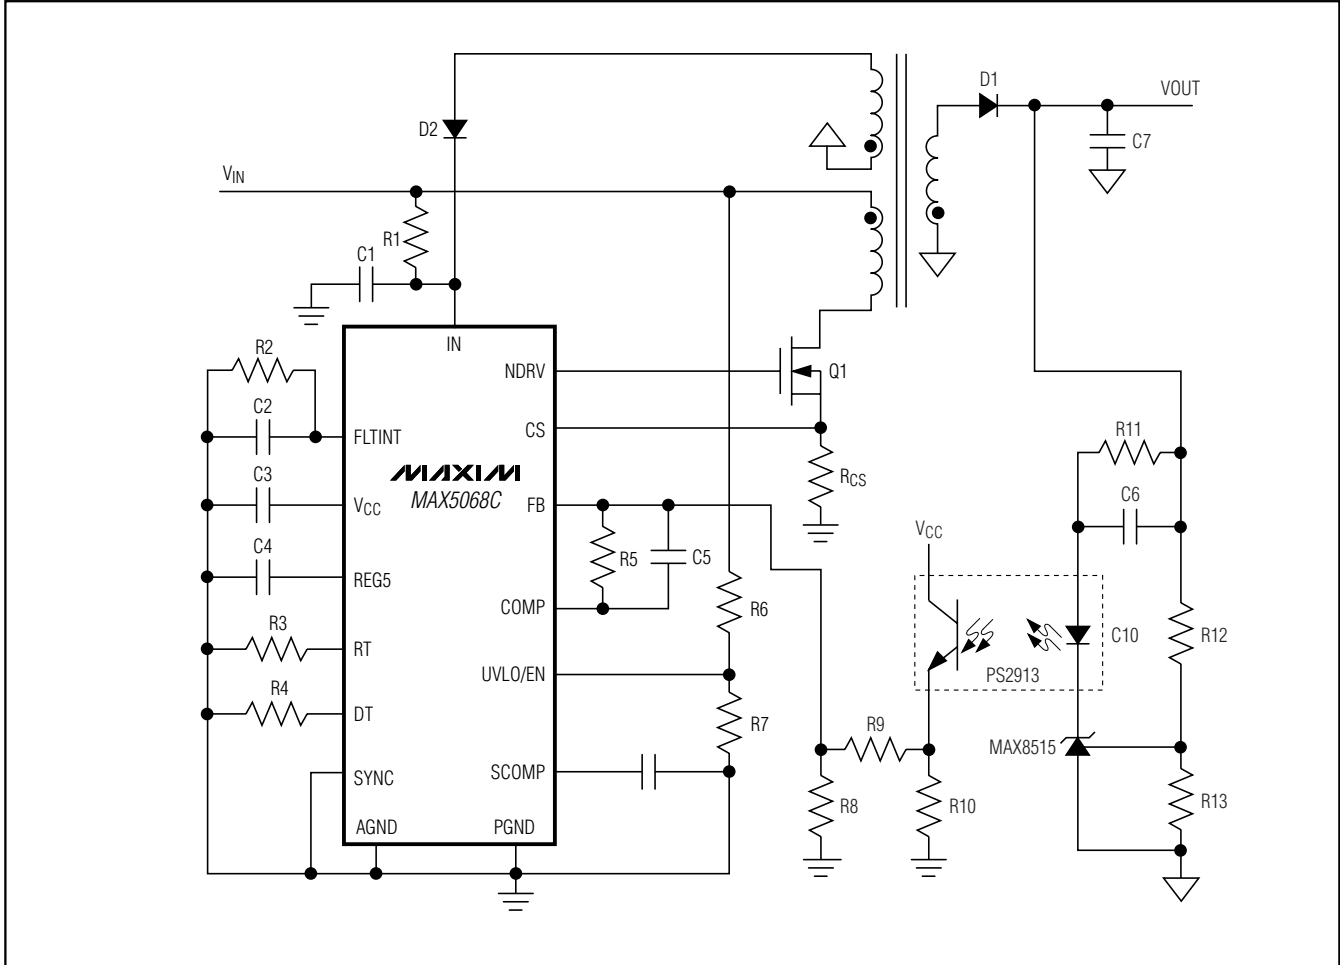 D1
VOUT
D2
C7
VIN
R1
C1
R2
IN
NDRV
Q1
C2
FLTINT
CS
R11
MAXIM
MAX5068C
C3
VCC
FB
RCS
C6
VCC
C4
REG5
R5
C5
COMP
R6
R3
RT
C10
R12
UVLO/EN
PS2913
R4
DT
R7
R9
MAX8515
SYNC
SCOMP
R8
R10
R13
AGND
PGND